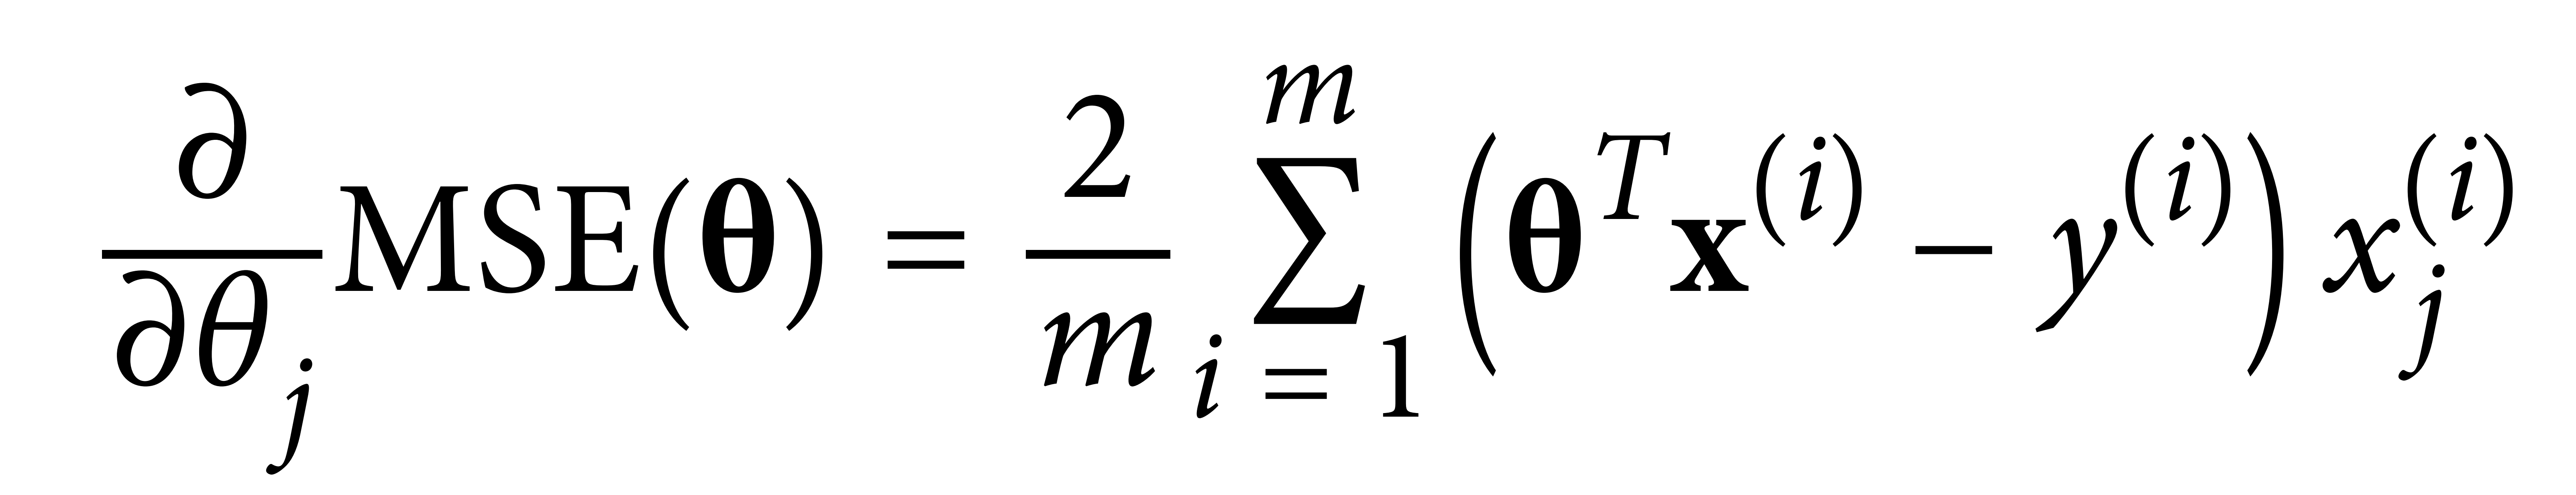 ∂/∂θ_j MSE(θ) = 2/m ∑_{i = 1}^{m} (θ^T x^{(i)} − y^{(i)}) x_j^{(i)}